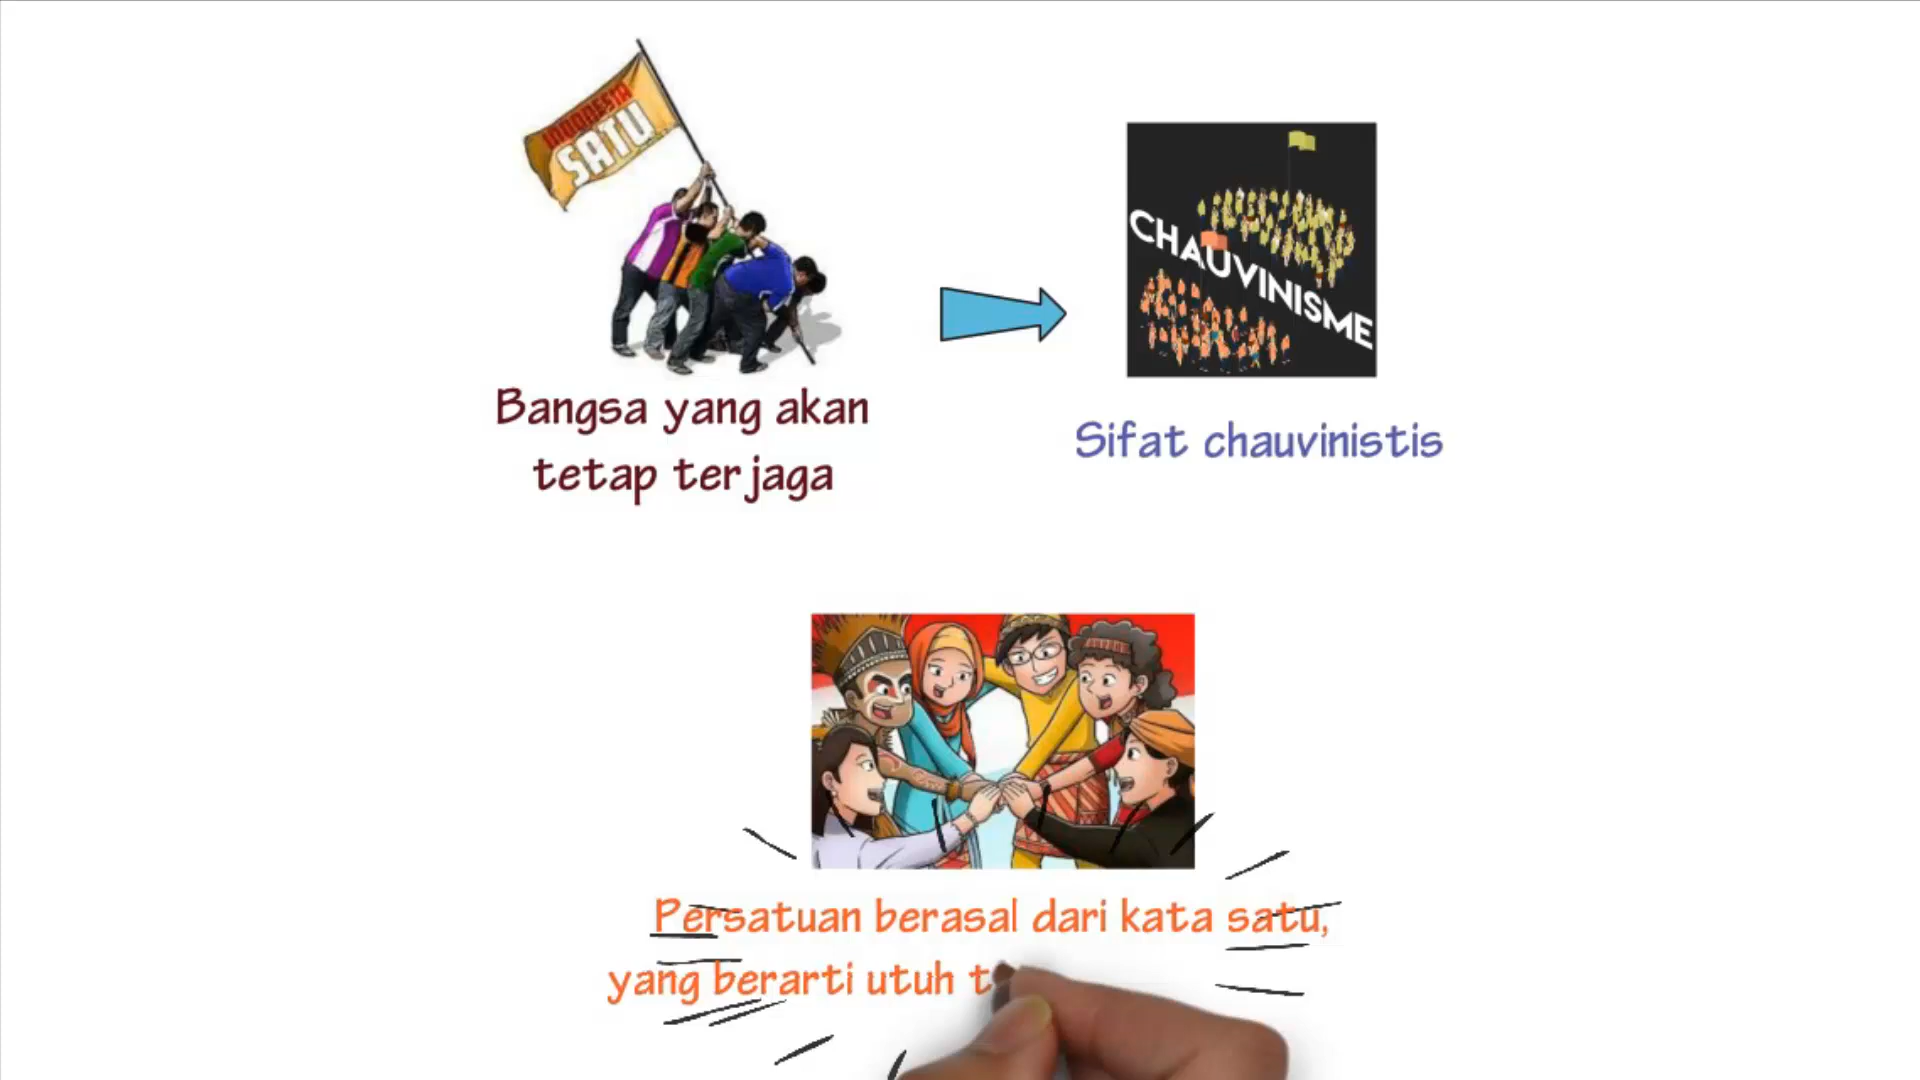 INDONESIA
SATU
CHAUVINISME
Bangsa yang akan
tetap terjaga
Sifat chauvinistis
Persatuan berasal dari kata satu,
yang berarti utuh t